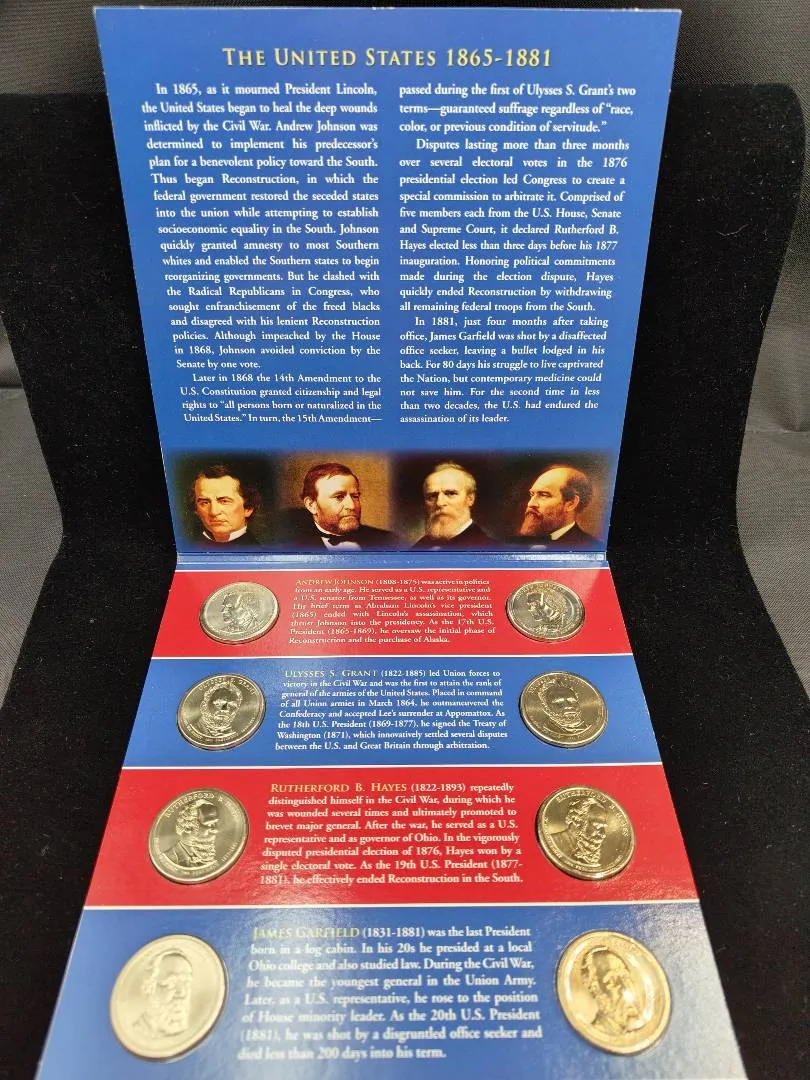 THE UNITED STATES 1865-1881
In 1865, as it mourned President Lincoln,
the United States began to heal the deep wounds
inflicted by the Civil War. Andrew Johnson was
determined to implement his predecessor's
plan for a benevolent policy toward the South.
Thus began Reconstruction, in which the
federal government restored the seceded states
into the union while attempting to establish
socioeconomic equality in the South. Johnson
quickly granted amnesty to most Southern
whites and enabled the Southern states to begin
reorganizing governments. But he clashed with
the Radical Republicans in Congress, who
sought enfranchisement of the freed blacks
and disagreed with his lenient Reconstruction
policies. Although impeached by the House
in 1868, Johnson avoided conviction by the
Senate by one vote.
Later in 1868 the 14th Amendment to the
U.S. Constitution granted citizenship and legal
rights to "all persons born or naturalized in the
United States." In turn, the 15th Amendment—
passed during the first of Ulysses S. Grant's two
terms—guaranteed suffrage regardless of "race,
color, or previous condition of servitude."
Disputes lasting more than three months
over several electoral votes in the 1876
presidential election led Congress to create a
special commission to arbitrate it. Comprised of
five members each from the U.S. House, Senate
and Supreme Court, it declared Rutherford B.
Hayes elected less than three days before his 1877
inauguration. Honoring political commitments
made during the election dispute, Hayes
quickly ended Reconstruction by withdrawing
all remaining federal troops from the South.
In 1881, just four months after taking
office, James Garfield was shot by a disaffected
office seeker, leaving a bullet lodged in his
back. For 80 days his struggle to live captivated
the Nation, but contemporary medicine could
not save him. For the second time in less
than two decades, the U.S. had endured the
assassination of its leader.
ANDREW JOHNSON (1808-1875) was active in politics
from an early age. He served as a U.S. representative and
a U.S. senator from Tennessee, as well as its governor.
His brief term as Abraham Lincoln's vice president
(1865) ended with Lincoln's assassination, which
thrust Johnson into the presidency. As the 17th U.S.
President (1865-1869), he oversaw the initial phase of
Reconstruction and the purchase of Alaska.
ULYSSES S. GRANT (1822-1885) led Union forces to
victory in the Civil War and was the first to attain the rank of
general of the armies of the United States. Placed in command
of all Union armies in March 1864, he outmaneuvered the
Confederacy and accepted Lee's surrender at Appomattox. As
the 18th U.S. President (1869-1877), he signed the Treaty of
Washington (1871), which innovatively settled several disputes
between the U.S. and Great Britain through arbitration.
RUTHERFORD B. HAYES (1822-1893) repeatedly
distinguished himself in the Civil War, during which he
was wounded several times and ultimately promoted to
brevet major general. After the war, he served as a U.S.
representative and as governor of Ohio. In the vigorously
disputed presidential election of 1876, Hayes won by a
single electoral vote. As the 19th U.S. President (1877-
1881), he effectively ended Reconstruction in the South.
JAMES GARFIELD (1831-1881) was the last President
born in a log cabin. In his 20s he presided at a local
Ohio college and also studied law. During the Civil War,
he became the youngest general in the Union Army.
Later, as a U.S. representative, he rose to the position
of House minority leader. As the 20th U.S. President
(1881), he was shot by a disgruntled office seeker and
died less than 200 days into his term.